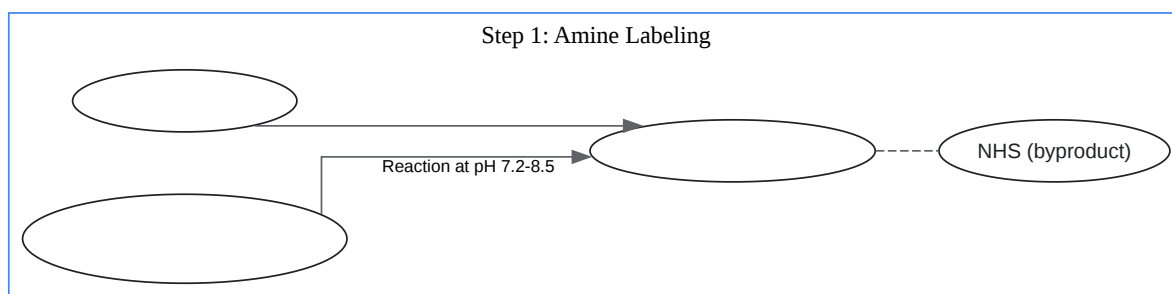 Step 1: Amine Labeling
Reaction at pH 7.2-8.5
NHS (byproduct)